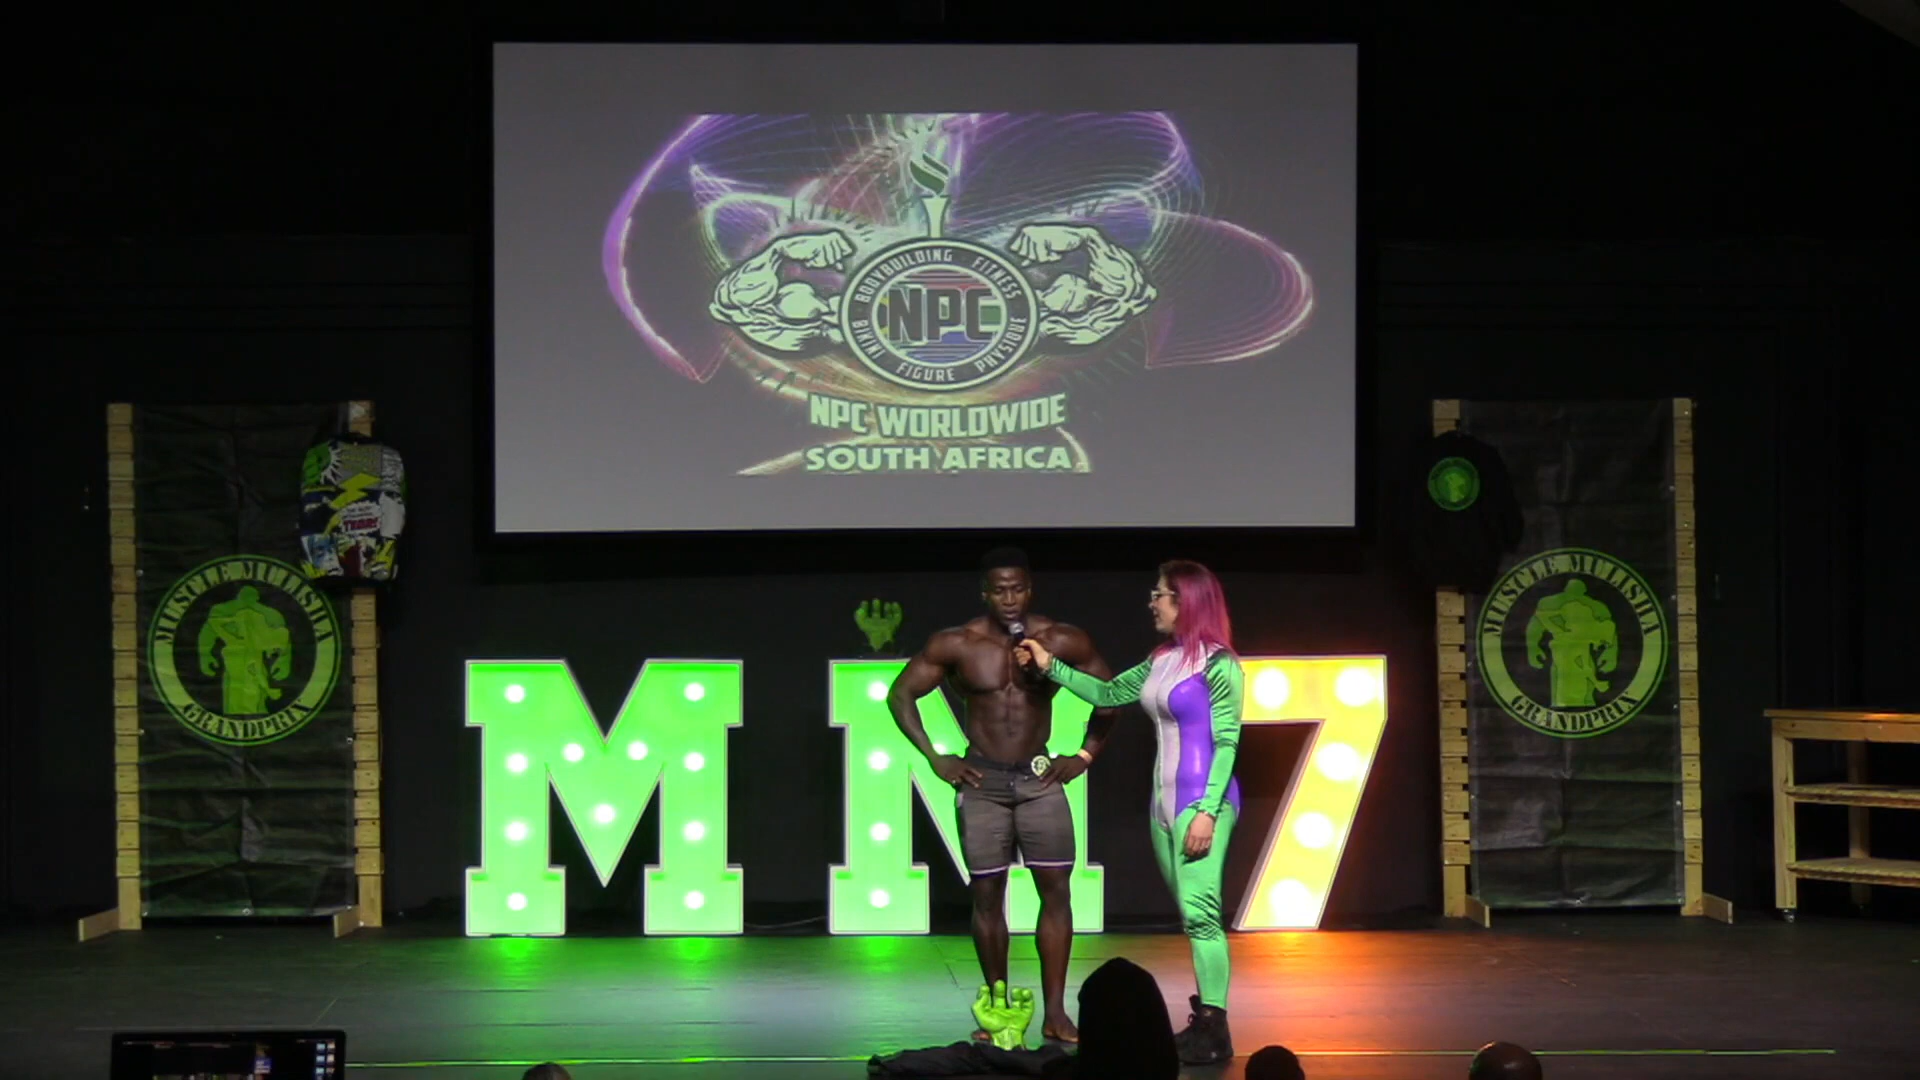 BODYBUILDING FITNESS
NPC
BIKINI FIGURE PHYSIQUE
NPC WORLDWIDE
SOUTH AFRICA
MUSCLE MULISHA
GRANDPRIX
MUSCLE MULISHA
GRANDPRIX
MM7